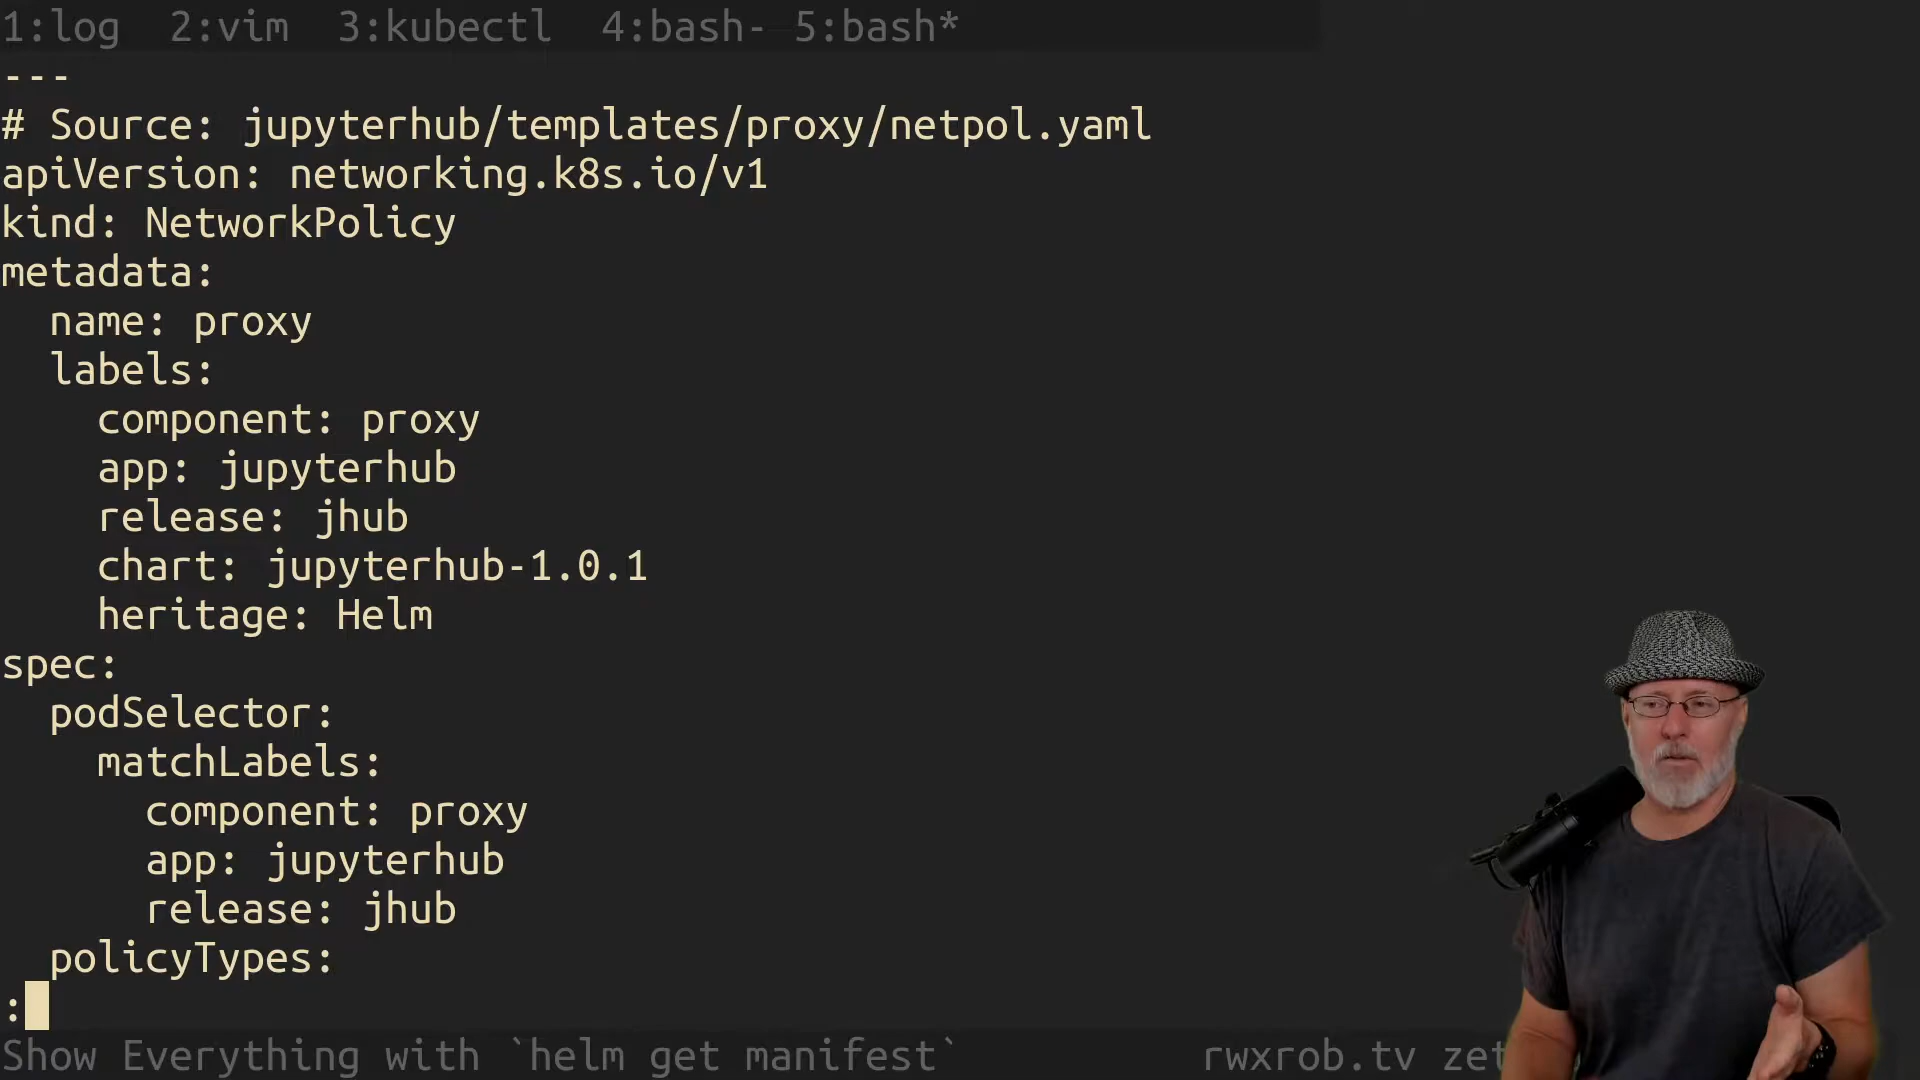 1:log  2:vim  3:kubectl  4:bash- 5:bash*
---
# Source: jupyterhub/templates/proxy/netpol.yaml
apiVersion: networking.k8s.io/v1
kind: NetworkPolicy
metadata:
  name: proxy
  labels:
    component: proxy
    app: jupyterhub
    release: jhub
    chart: jupyterhub-1.0.1
    heritage: Helm
spec:
  podSelector:
    matchLabels:
      component: proxy
      app: jupyterhub
      release: jhub
  policyTypes:
:
Show Everything with `helm get manifest`          rwxrob.tv zet